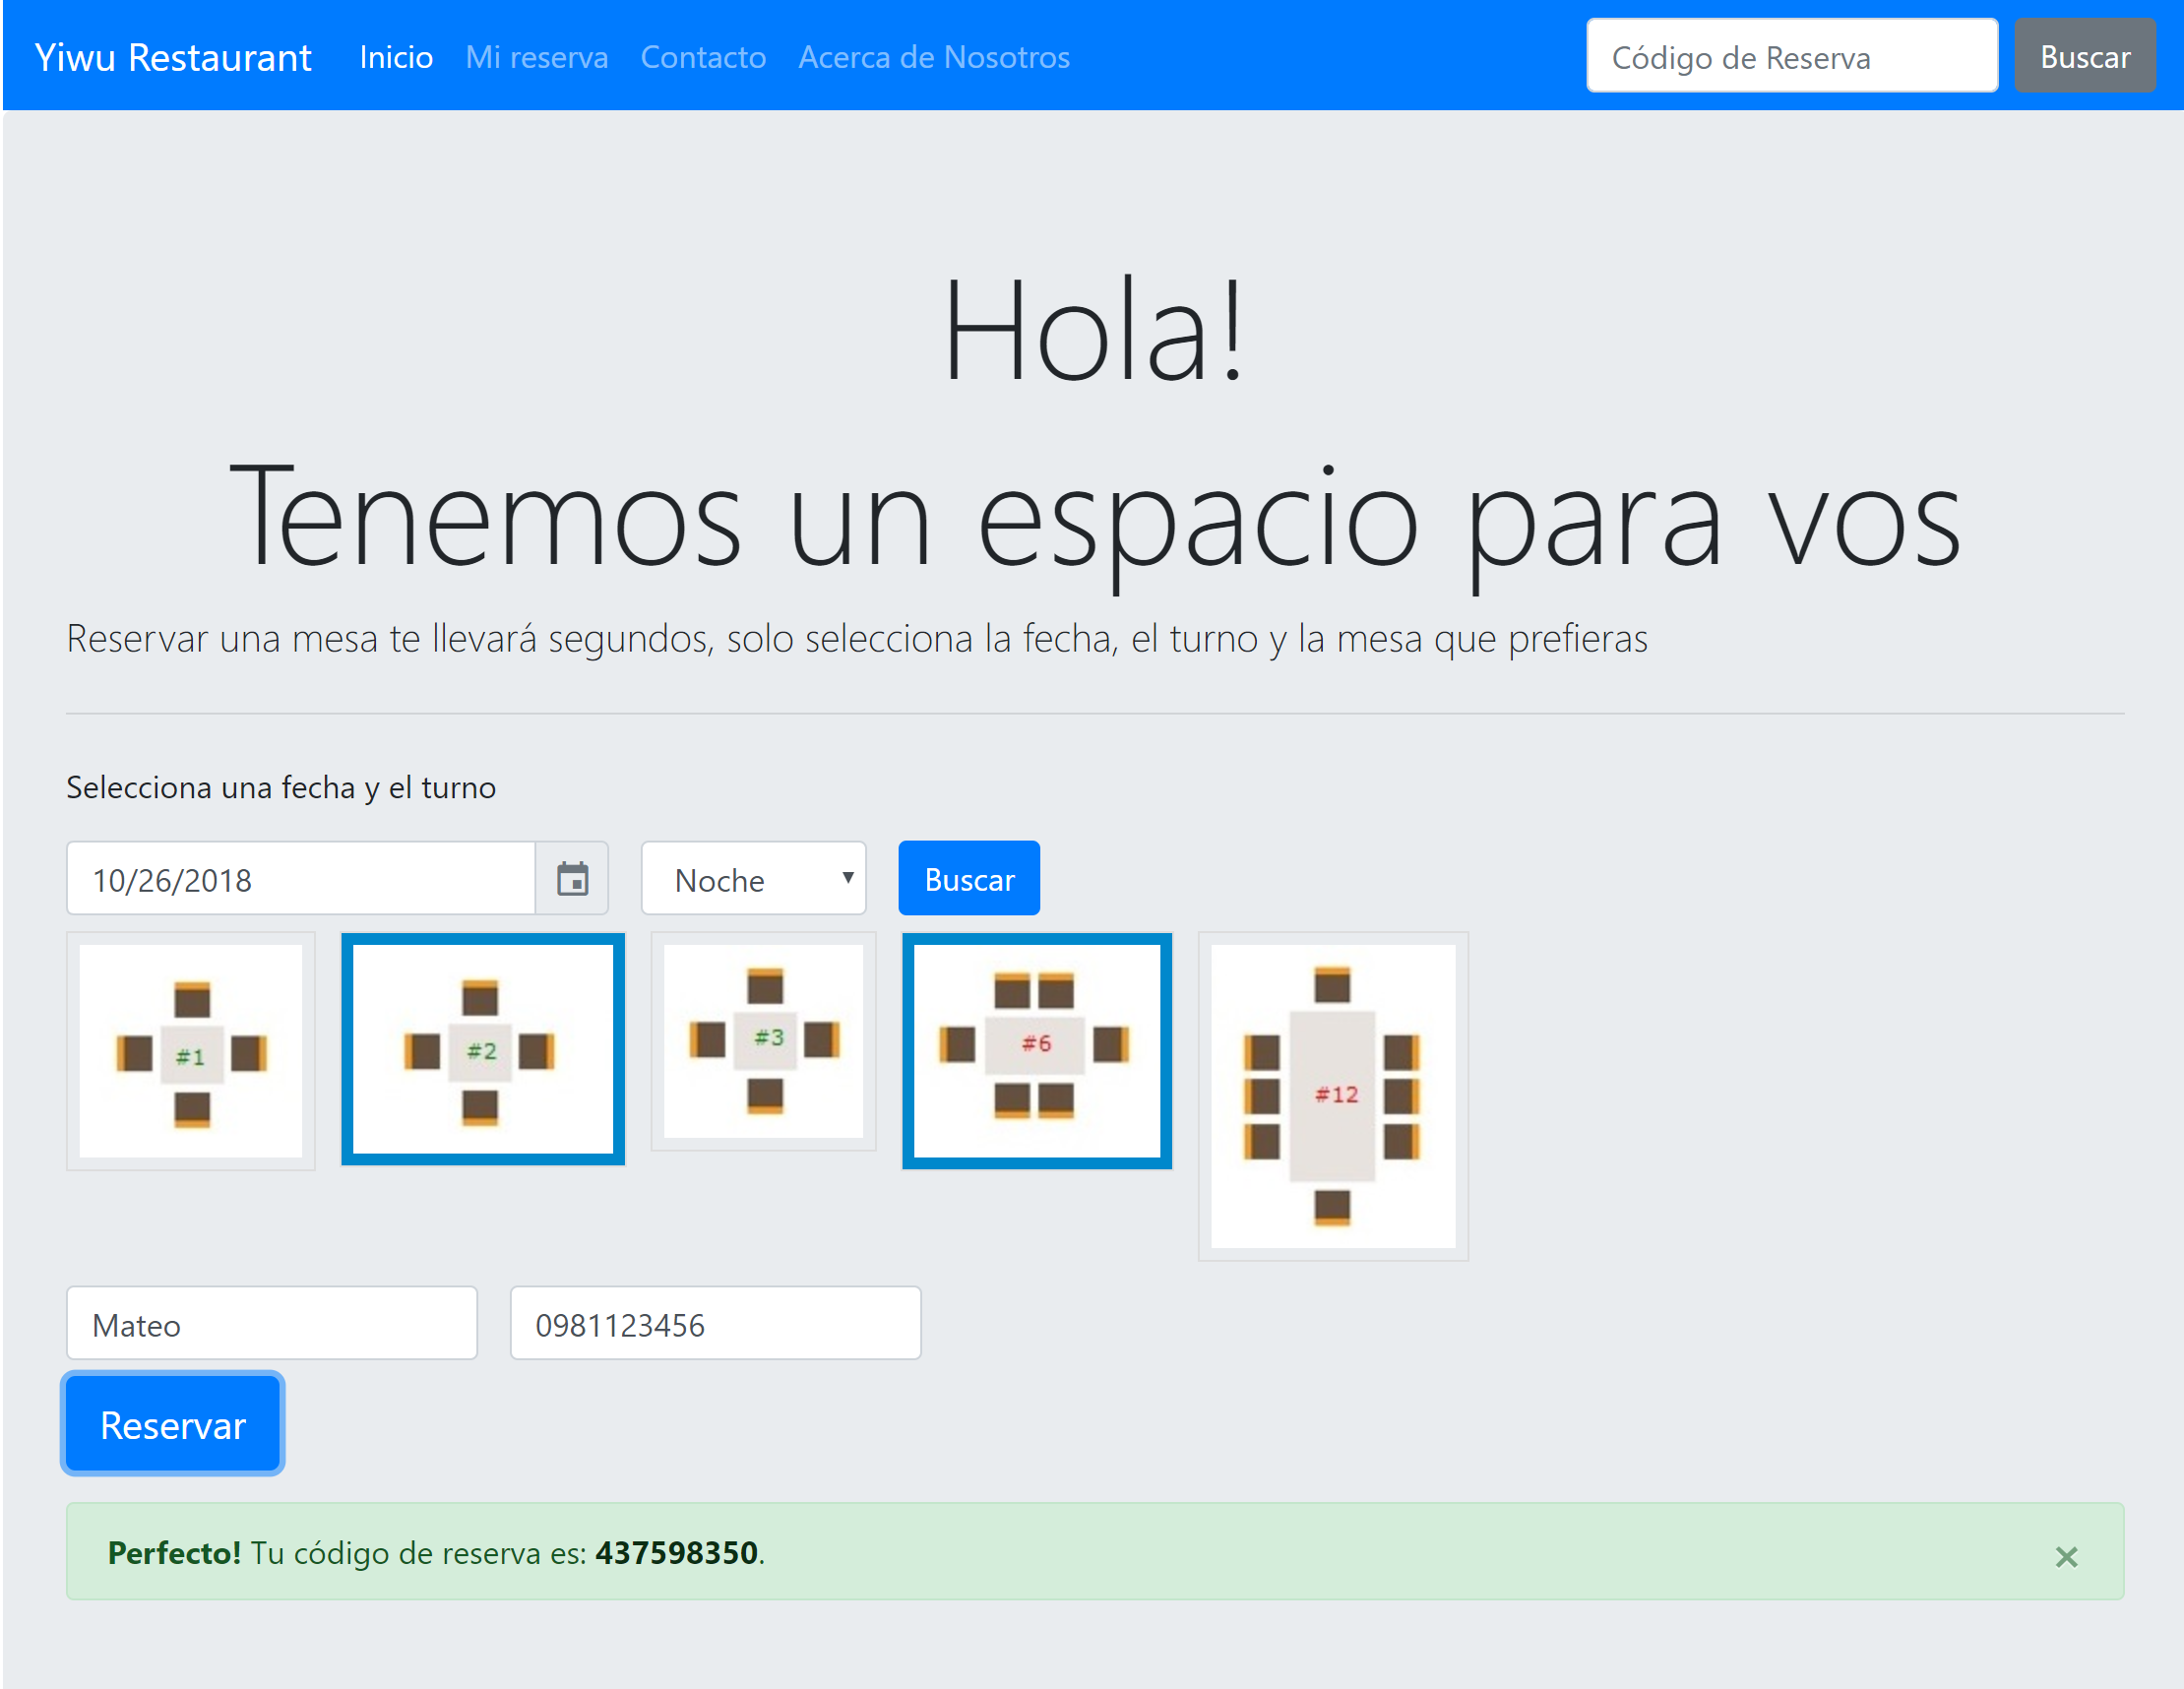 Yiwu Restaurant Inicio Mi reserva Contacto Acerca de Nosotros Código de Reserva Buscar
Hola!
Tenemos un espacio para vos
Reservar una mesa te llevará segundos, solo selecciona la fecha, el turno y la mesa que prefieras
Selecciona una fecha y el turno
10/26/2018 Noche Buscar
#1 #2 #3 #6 #12
Mateo 0981123456
Reservar
Perfecto! Tu código de reserva es: 437598350. ×